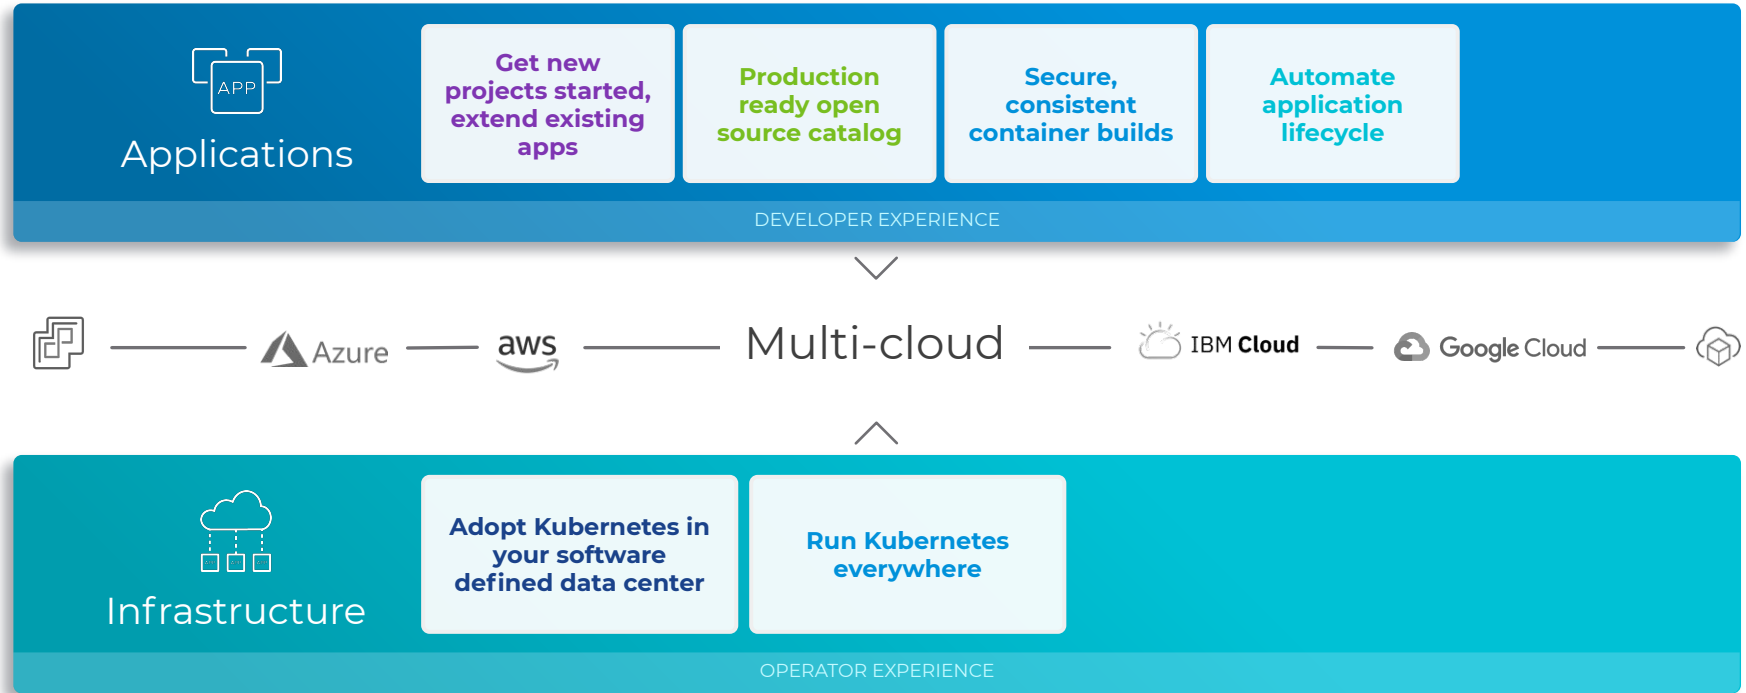 APP
Applications
Get new
projects started,
extend existing
apps
Production
ready open
source catalog
Secure,
consistent
container builds
Automate
application
lifecycle
DEVELOPER EXPERIENCE
Azure
aws
Multi-cloud
IBM Cloud
Google Cloud
Infrastructure
Adopt Kubernetes in
your software
defined data center
Run Kubernetes
everywhere
OPERATOR EXPERIENCE